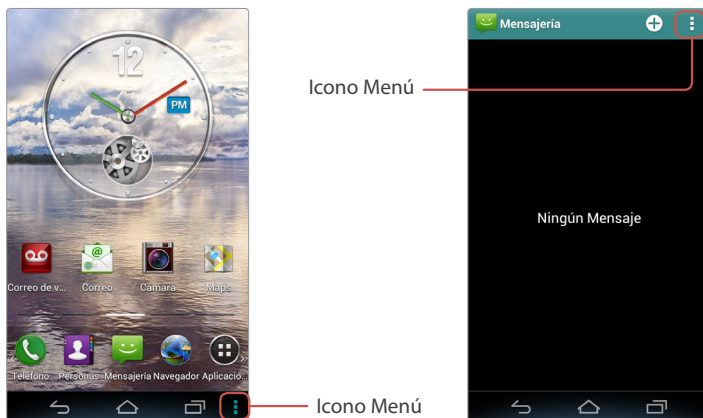 12
PM
Correo de v...
Correo
Cámara
Maps
Teléfono
Personas
Mensajería
Navegador
Aplicacio...
Icono Menú
Icono Menú
Mensajería
Ningún Mensaje